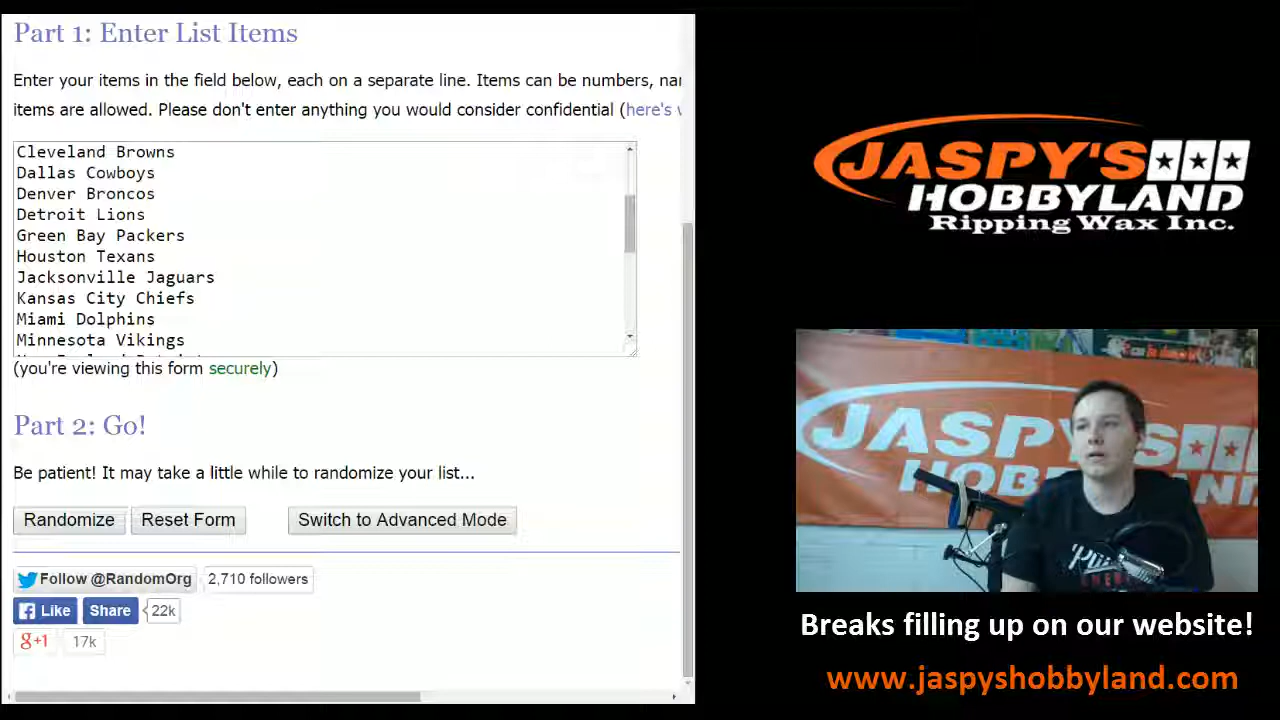 Part 1: Enter List Items
Enter your items in the field below, each on a separate line. Items can be numbers,
items are allowed. Please don't enter anything you would consider confidential (here's
Cleveland Browns
Dallas Cowboys
Denver Broncos
Detroit Lions
Green Bay Packers
Houston Texans
Jacksonville Jaguars
Kansas City Chiefs
Miami Dolphins
Minnesota Vikings
(you're viewing this form securely)
Part 2: Go!
Be patient! It may take a little while to randomize your list...
Randomize Reset Form Switch to Advanced Mode
Follow @RandomOrg 2,710 followers
Like Share 22k
g+1 17k
JASPY'S
HOBBYLAND
Ripping Wax Inc.
JASPY'S
Breaks filling up on our website!
www.jaspyshobbyland.com